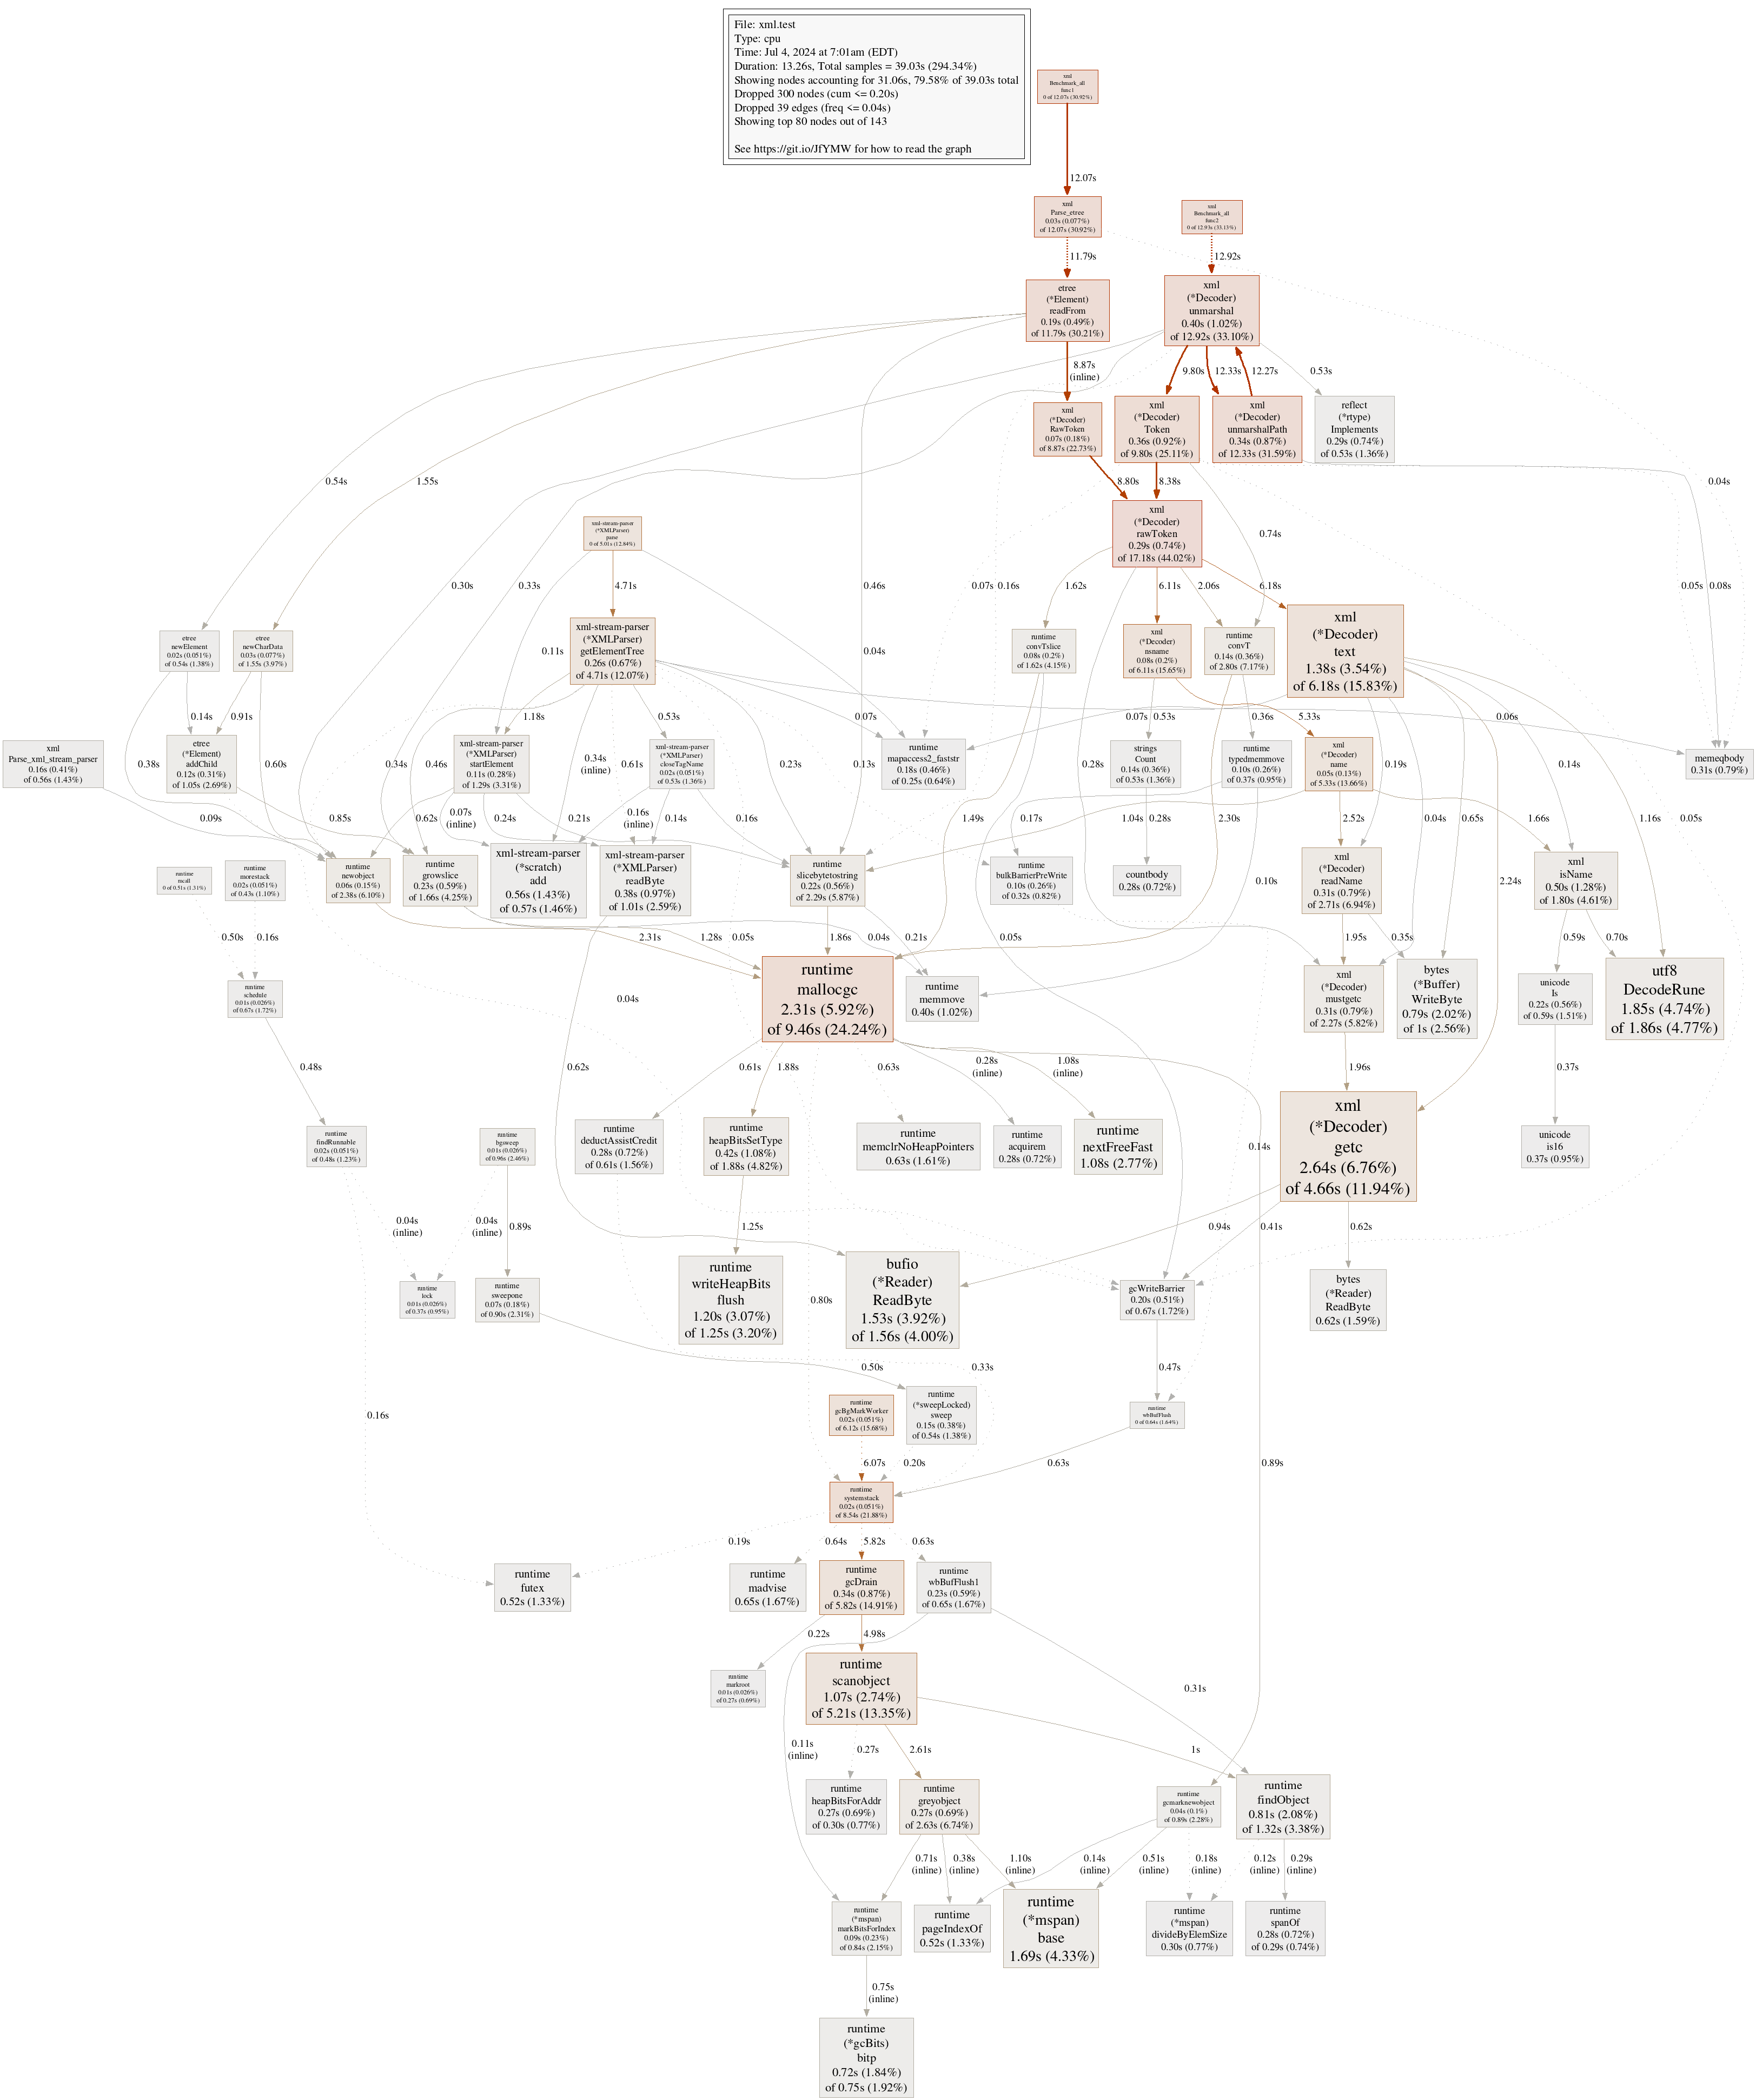 File: xml.test
Type: cpu
Time: Jul 4, 2024 at 7:01am (EDT)
Duration: 13.26s, Total samples = 39.03s (294.34%)
Showing nodes accounting for 31.06s, 79.58% of 39.03s total
Dropped 300 nodes (cum <= 0.20s)
Dropped 39 edges (freq <= 0.04s)
Showing top 80 nodes out of 143
See https://git.io/JfYMW for how to read the graph
xml
Benchmark_all
func1
0 of 12.07s (30.92%)
12.07s
xml
Parse_etree
0.03s (0.077%)
of 12.07s (30.92%)
xml
Benchmark_all
func2
0 of 12.93s (33.13%)
11.79s
12.92s
etree
(*Element)
readFrom
0.19s (0.49%)
of 11.79s (30.21%)
xml
(*Decoder)
unmarshal
0.40s (1.02%)
of 12.92s (33.10%)
8.87s
(inline)
9.80s
12.33s
12.27s
0.53s
xml
(*Decoder)
RawToken
0.07s (0.18%)
of 8.87s (22.73%)
xml
(*Decoder)
Token
0.36s (0.92%)
of 9.80s (25.11%)
xml
(*Decoder)
unmarshalPath
0.34s (0.87%)
of 12.33s (31.59%)
reflect
(*rtype)
Implements
0.29s (0.74%)
of 0.53s (1.36%)
0.54s
1.55s
8.80s
8.38s
0.04s
xml
(*Decoder)
rawToken
0.29s (0.74%)
of 17.18s (44.02%)
xml-stream-parser
(*XMLParser)
parse
0 of 5.01s (12.84%)
0.74s
0.30s
0.33s
4.71s
0.46s
0.07s
0.16s
1.62s
6.11s
2.06s
6.18s
0.05s
0.08s
etree
newElement
0.02s (0.051%)
of 0.54s (1.38%)
etree
newCharData
0.03s (0.077%)
of 1.55s (3.97%)
xml-stream-parser
(*XMLParser)
getElementTree
0.26s (0.67%)
of 4.71s (12.07%)
runtime
convTslice
0.08s (0.2%)
of 1.62s (4.15%)
xml
(*Decoder)
nsname
0.08s (0.2%)
of 6.11s (15.65%)
runtime
convT
0.14s (0.36%)
of 2.80s (7.17%)
xml
(*Decoder)
text
1.38s (3.54%)
of 6.18s (15.83%)
0.11s
0.04s
0.14s
0.91s
1.18s
0.53s
0.07s
0.07s
0.53s
0.36s
5.33s
0.06s
xml
Parse_xml_stream_parser
0.16s (0.41%)
of 0.56s (1.43%)
etree
(*Element)
addChild
0.12s (0.31%)
of 1.05s (2.69%)
xml-stream-parser
(*XMLParser)
startElement
0.11s (0.28%)
of 1.29s (3.31%)
xml-stream-parser
(*XMLParser)
closeTagName
0.02s (0.051%)
of 0.53s (1.36%)
runtime
mapaccess2_faststr
0.18s (0.46%)
of 0.25s (0.64%)
strings
Count
0.14s (0.36%)
of 0.53s (1.36%)
runtime
typedmemmove
0.10s (0.26%)
of 0.37s (0.95%)
xml
(*Decoder)
name
0.05s (0.13%)
of 5.33s (13.66%)
memeqbody
0.31s (0.79%)
0.38s
0.60s
0.34s
0.46s
0.34s
(inline)
0.61s
0.23s
0.13s
0.28s
0.19s
0.14s
0.09s
0.85s
0.62s
0.07s
(inline)
0.24s
0.21s
0.16s
(inline)
0.14s
0.16s
1.49s
0.17s
1.04s
0.28s
2.30s
2.52s
0.04s
0.65s
1.66s
1.16s
0.05s
runtime
mcall
0 of 0.51s (1.31%)
runtime
morestack
0.02s (0.051%)
of 0.43s (1.10%)
runtime
newobject
0.06s (0.15%)
of 2.38s (6.10%)
runtime
growslice
0.23s (0.59%)
of 1.66s (4.25%)
xml-stream-parser
(*scratch)
add
0.56s (1.43%)
of 0.57s (1.46%)
xml-stream-parser
(*XMLParser)
readByte
0.38s (0.97%)
of 1.01s (2.59%)
runtime
slicebytetostring
0.22s (0.56%)
of 2.29s (5.87%)
runtime
bulkBarrierPreWrite
0.10s (0.26%)
of 0.32s (0.82%)
countbody
0.28s (0.72%)
0.10s
xml
(*Decoder)
readName
0.31s (0.79%)
of 2.71s (6.94%)
2.24s
xml
isName
0.50s (1.28%)
of 1.80s (4.61%)
0.50s
0.16s
2.31s
1.28s
0.05s
1.86s
0.04s
0.21s
0.05s
1.95s
0.35s
0.59s
0.70s
runtime
schedule
0.01s (0.026%)
of 0.67s (1.72%)
0.04s
runtime
mallocgc
2.31s (5.92%)
of 9.46s (24.24%)
runtime
memmove
0.40s (1.02%)
xml
(*Decoder)
mustgetc
0.31s (0.79%)
of 2.27s (5.82%)
bytes
(*Buffer)
WriteByte
0.79s (2.02%)
of 1s (2.56%)
unicode
Is
0.22s (0.56%)
of 0.59s (1.51%)
utf8
DecodeRune
1.85s (4.74%)
of 1.86s (4.77%)
0.48s
0.62s
0.61s
1.88s
0.63s
0.28s
(inline)
1.08s
(inline)
1.96s
0.37s
runtime
findRunnable
0.02s (0.051%)
of 0.48s (1.23%)
runtime
bgsweep
0.01s (0.026%)
of 0.96s (2.46%)
runtime
deductAssistCredit
0.28s (0.72%)
of 0.61s (1.56%)
runtime
heapBitsSetType
0.42s (1.08%)
of 1.88s (4.82%)
runtime
memclrNoHeapPointers
0.63s (1.61%)
runtime
acquirem
0.28s (0.72%)
runtime
nextFreeFast
1.08s (2.77%)
0.14s
xml
(*Decoder)
getc
2.64s (6.76%)
of 4.66s (11.94%)
unicode
is16
0.37s (0.95%)
0.04s
(inline)
0.04s
(inline)
0.89s
1.25s
0.94s
0.41s
0.62s
runtime
lock
0.01s (0.026%)
of 0.37s (0.95%)
runtime
sweepone
0.07s (0.18%)
of 0.90s (2.31%)
runtime
writeHeapBits
flush
1.20s (3.07%)
of 1.25s (3.20%)
0.80s
bufio
(*Reader)
ReadByte
1.53s (3.92%)
of 1.56s (4.00%)
gcWriteBarrier
0.20s (0.51%)
of 0.67s (1.72%)
bytes
(*Reader)
ReadByte
0.62s (1.59%)
0.50s
0.33s
0.47s
0.16s
runtime
gcBgMarkWorker
0.02s (0.051%)
of 6.12s (15.68%)
runtime
(*sweepLocked)
sweep
0.15s (0.38%)
of 0.54s (1.38%)
runtime
wbBufFlush
0 of 0.64s (1.64%)
6.07s
0.20s
0.63s
0.89s
runtime
systemstack
0.02s (0.051%)
of 8.54s (21.88%)
0.19s
0.64s
5.82s
0.63s
runtime
futex
0.52s (1.33%)
runtime
madvise
0.65s (1.67%)
runtime
gcDrain
0.34s (0.87%)
of 5.82s (14.91%)
runtime
wbBufFlush1
0.23s (0.59%)
of 0.65s (1.67%)
0.22s
4.98s
runtime
markroot
0.01s (0.026%)
of 0.27s (0.69%)
runtime
scanobject
1.07s (2.74%)
of 5.21s (13.35%)
0.31s
0.11s
(inline)
0.27s
2.61s
1s
runtime
heapBitsForAddr
0.27s (0.69%)
of 0.30s (0.77%)
runtime
greyobject
0.27s (0.69%)
of 2.63s (6.74%)
runtime
gcmarknewobject
0.04s (0.1%)
of 0.89s (2.28%)
runtime
findObject
0.81s (2.08%)
of 1.32s (3.38%)
0.71s
(inline)
0.38s
(inline)
1.10s
(inline)
0.14s
(inline)
0.51s
(inline)
0.18s
(inline)
0.12s
(inline)
0.29s
(inline)
runtime
(*mspan)
markBitsForIndex
0.09s (0.23%)
of 0.84s (2.15%)
runtime
pageIndexOf
0.52s (1.33%)
runtime
(*mspan)
base
1.69s (4.33%)
runtime
(*mspan)
divideByElemSize
0.30s (0.77%)
runtime
spanOf
0.28s (0.72%)
of 0.29s (0.74%)
0.75s
(inline)
runtime
(*gcBits)
bitp
0.72s (1.84%)
of 0.75s (1.92%)